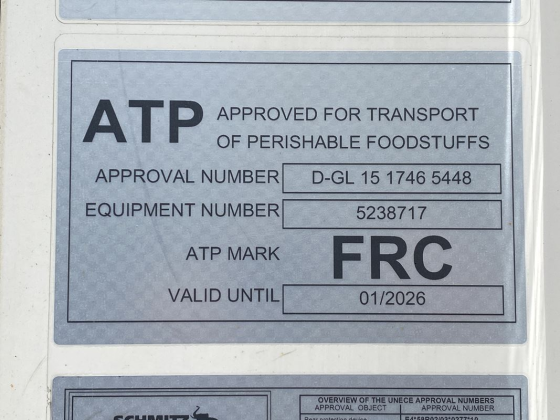 ATP APPROVED FOR TRANSPORT
OF PERISHABLE FOODSTUFFS
APPROVAL NUMBER D-GL 15 1746 5448
EQUIPMENT NUMBER 5238717
ATP MARK FRC
VALID UNTIL 01/2026
SCHMITZ
OVERVIEW OF THE UNECE APPROVAL NUMBERS
APPROVAL OBJECT APPROVAL NUMBER